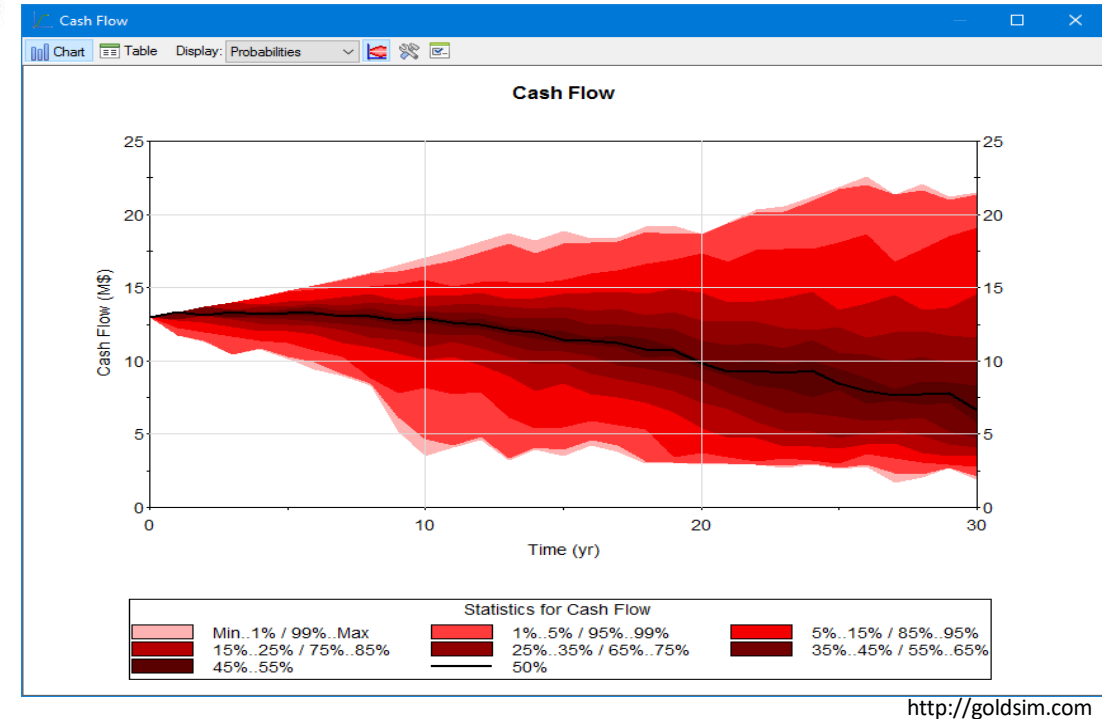 Cash Flow
Chart Table Display: Probabilities
Cash Flow
25 25
20 20
15 15
10 10
5 5
0 0
Cash Flow (M$)
0 10 20 30
Time (yr)
Statistics for Cash Flow
Min..1% / 99%..Max 1%..5% / 95%..99% 5%..15% / 85%..95%
15%..25% / 75%..85% 25%..35% / 65%..75% 35%..45% / 55%..65%
45%..55% 50%
http://goldsim.com